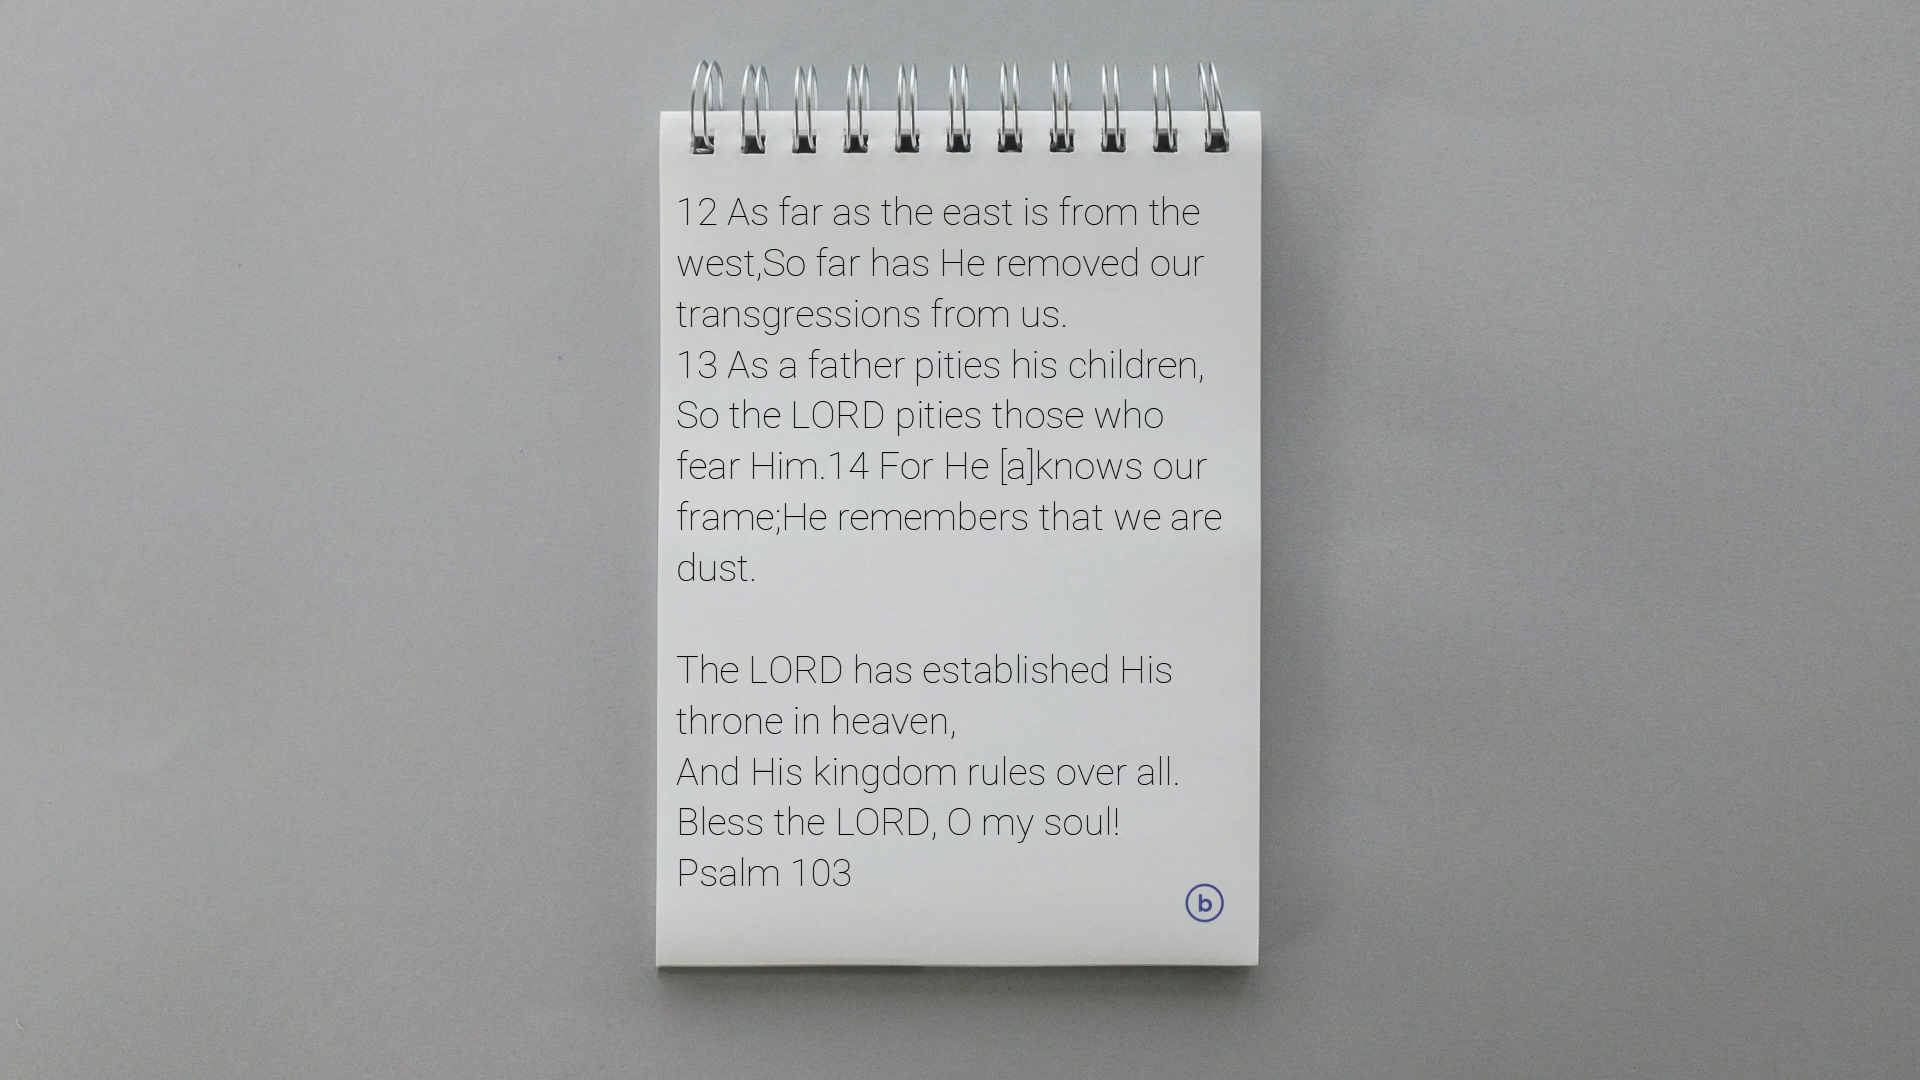 12 As far as the east is from the
west,So far has He removed our
transgressions from us.
13 As a father pities his children,
So the LORD pities those who
fear Him.14 For He [a]knows our
frame;He remembers that we are
dust.
The LORD has established His
throne in heaven,
And His kingdom rules over all.
Bless the LORD, O my soul!
Psalm 103
b